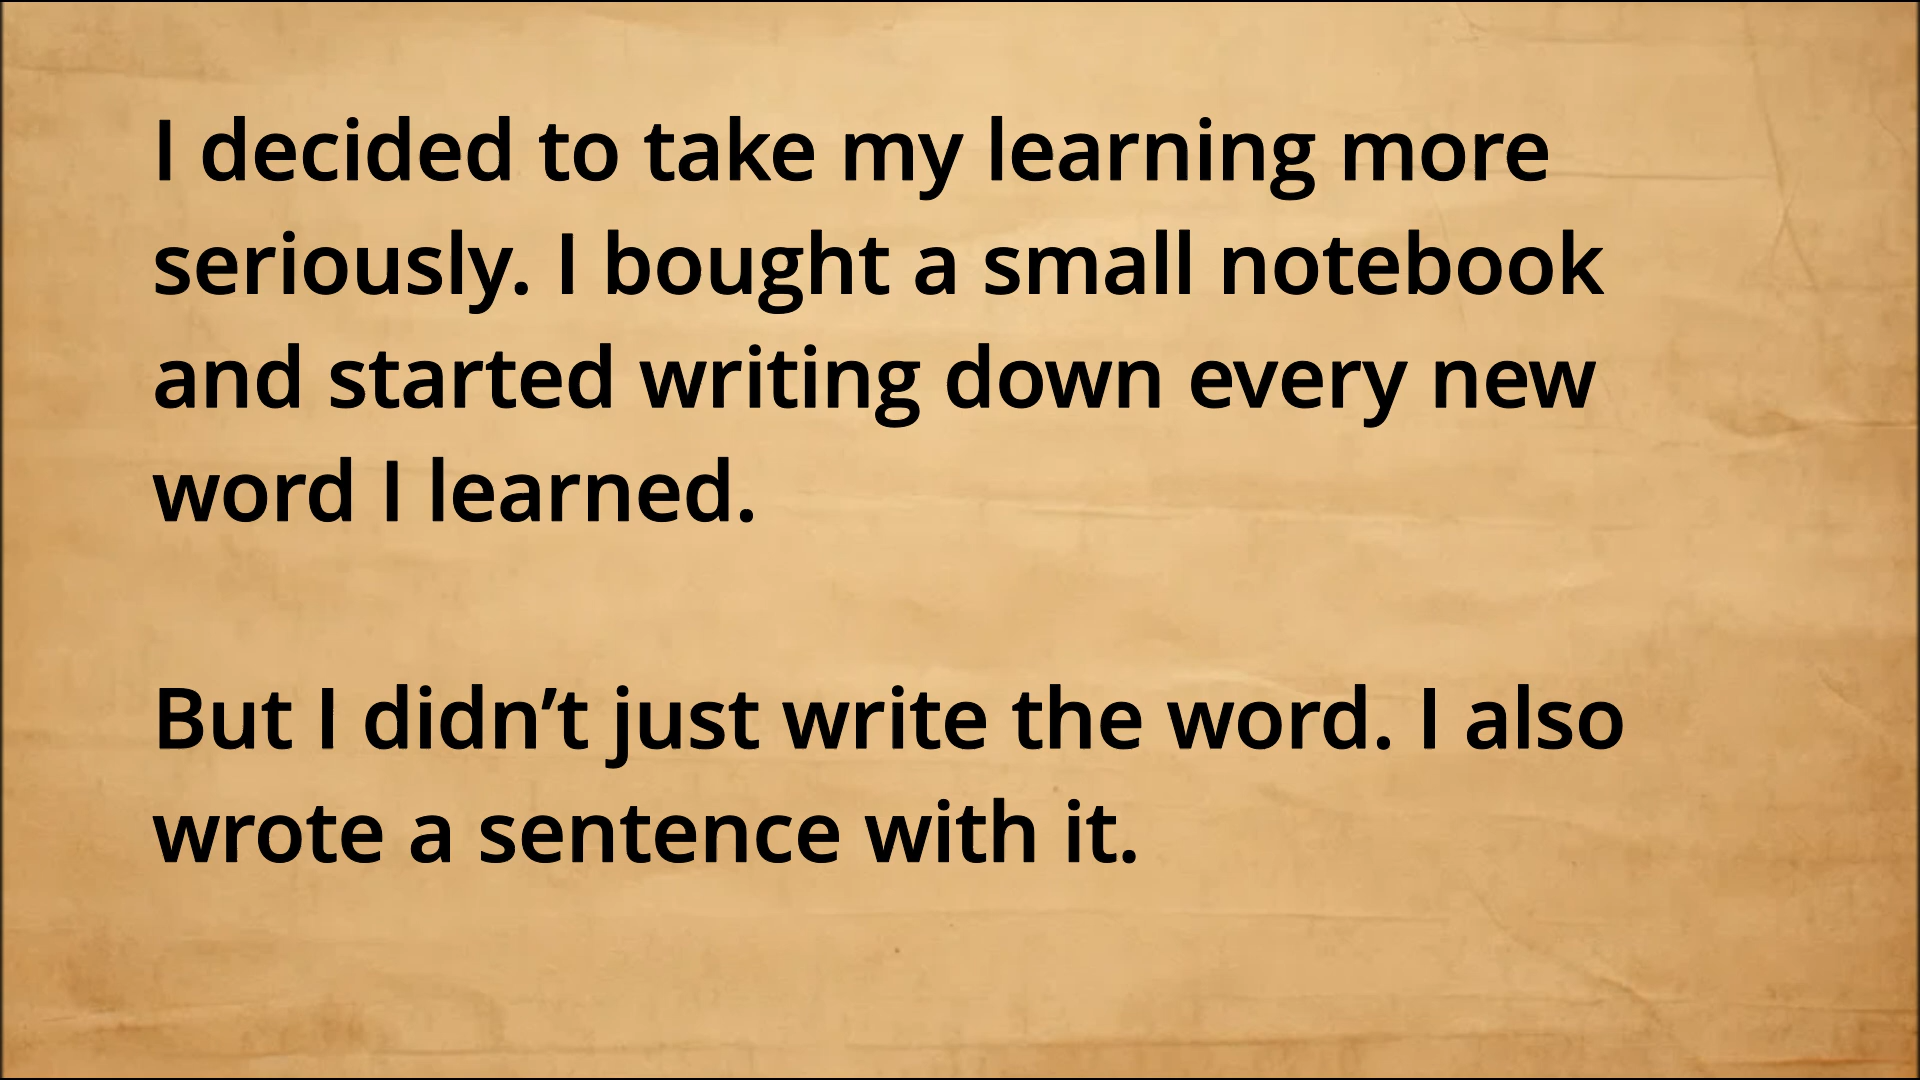 I decided to take my learning more
seriously. I bought a small notebook
and started writing down every new
word I learned.
But I didn’t just write the word. I also
wrote a sentence with it.